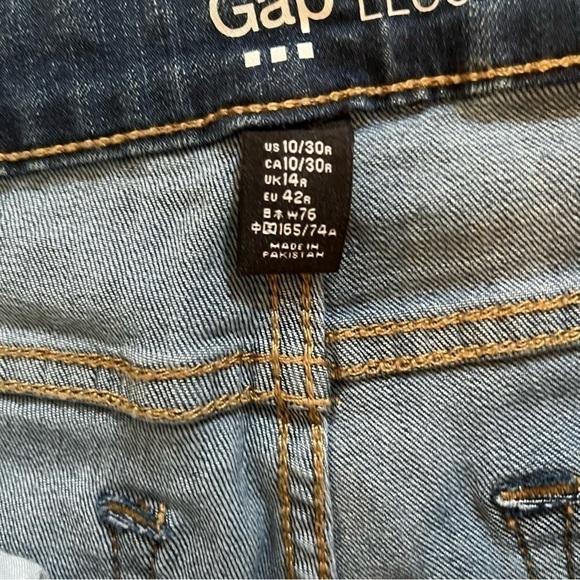 Gap
US 10/30R
CA 10/30R
UK 14R
EU 42R
日本 W76
中国 165/74A
MADE IN
PAKISTAN